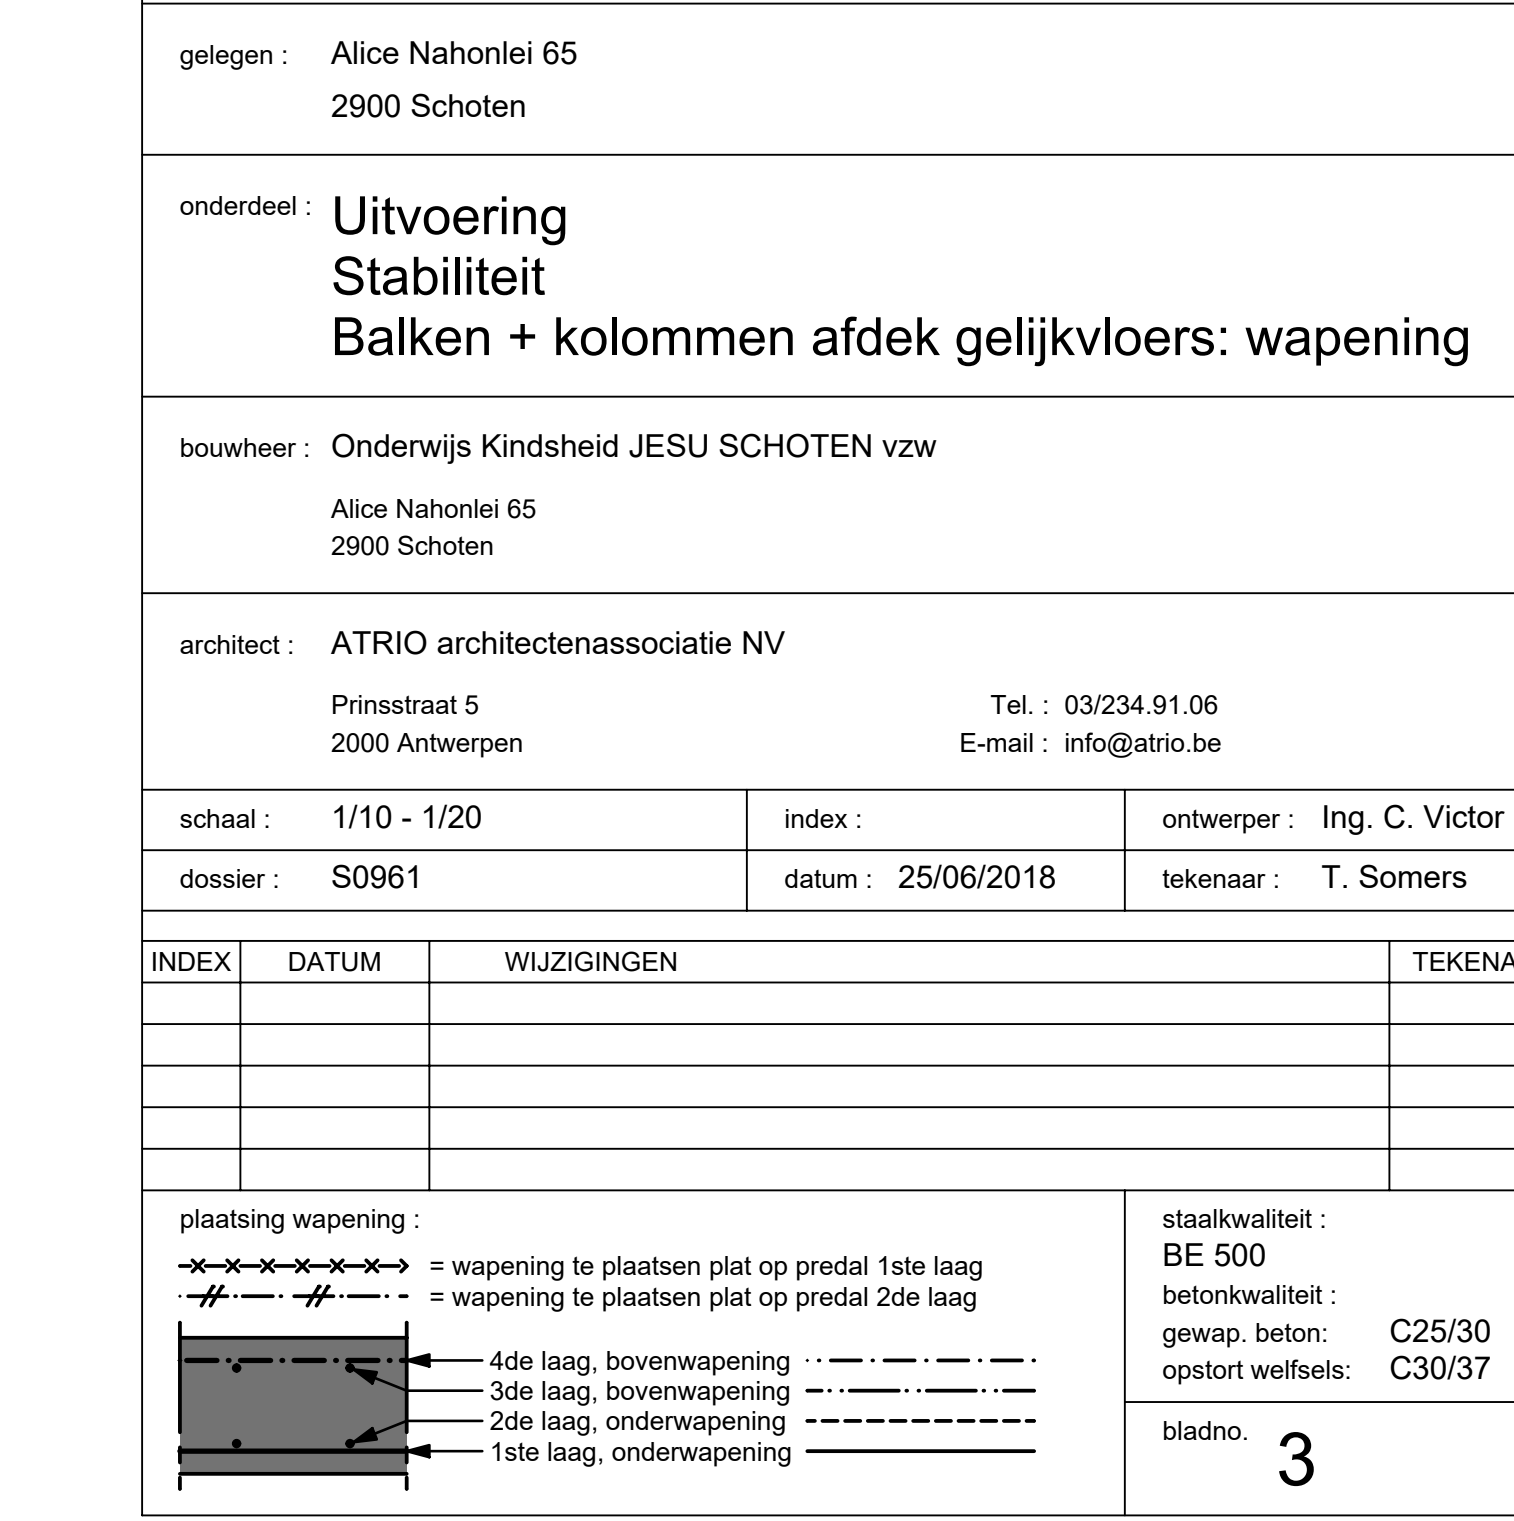 gelegen : Alice Nahonlei 65
2900 Schoten
onderdeel : Uitvoering
Stabiliteit
Balken + kolommen afdek gelijkvloers: wapening
bouwheer : Onderwijs Kindsheid JESU SCHOTEN vzw
Alice Nahonlei 65
2900 Schoten
architect : ATRIO architectenassociatie NV
Prinsstraat 5 Tel. : 03/234.91.06
2000 Antwerpen E-mail : info@atrio.be
schaal : 1/10 - 1/20 index : ontwerper : Ing. C. Victor
dossier : S0961 datum : 25/06/2018 tekenaar : T. Somers
INDEX DATUM WIJZIGINGEN TEKENA
plaatsing wapening :
= wapening te plaatsen plat op predal 1ste laag
= wapening te plaatsen plat op predal 2de laag
4de laag, bovenwapening
3de laag, bovenwapening
2de laag, onderwapening
1ste laag, onderwapening
staalkwaliteit :
BE 500
betonkwaliteit :
gewap. beton: C25/30
opstort welfsels: C30/37
bladno. 3